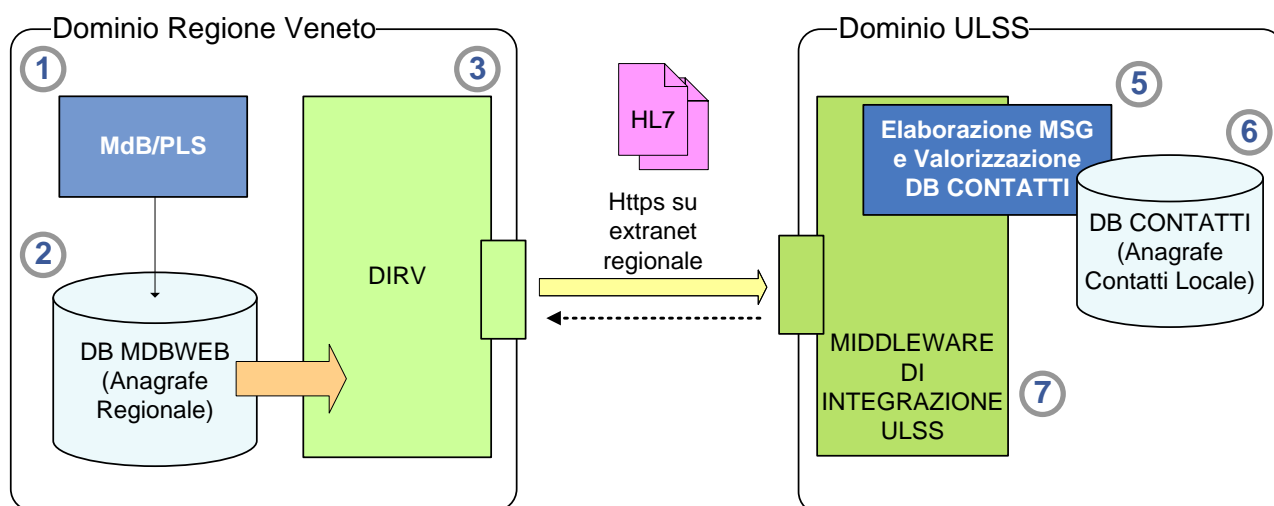 Dominio Regione Veneto
1
3
MdB/PLS
2
DB MDBWEB
(Anagrafe
Regionale)
DIRV
HL7
Https su
extranet
regionale
Dominio ULSS
5
Elaborazione MSG
e Valorizzazione
DB CONTATTI
6
DB CONTATTI
(Anagrafe
Contatti Locale)
MIDDLEWARE
DI
INTEGRAZIONE
ULSS
7